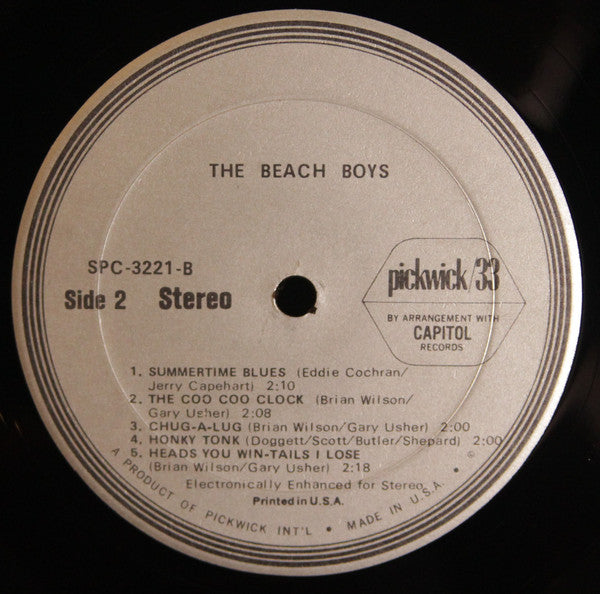 THE BEACH BOYS
SPC-3221-B
Side 2 Stereo
pickwick/33
BY ARRANGEMENT WITH
CAPITOL
RECORDS
1. SUMMERTIME BLUES (Eddie Cochran/
Jerry Capehart) 2:10
2. THE COO COO CLOCK (Brian Wilson/
Gary Usher) 2:08
3. CHUG-A-LUG (Brian Wilson/Gary Usher) 2:00
4. HONKY TONK (Doggett/Scott/Butler/Shepard) 2:00
5. HEADS YOU WIN-TAILS I LOSE
(Brian Wilson/Gary Usher) 2:18
Electronically Enhanced for Stereo
Printed in U.S.A.
A PRODUCT OF PICKWICK INT'L • MADE IN U.S.A. • ©